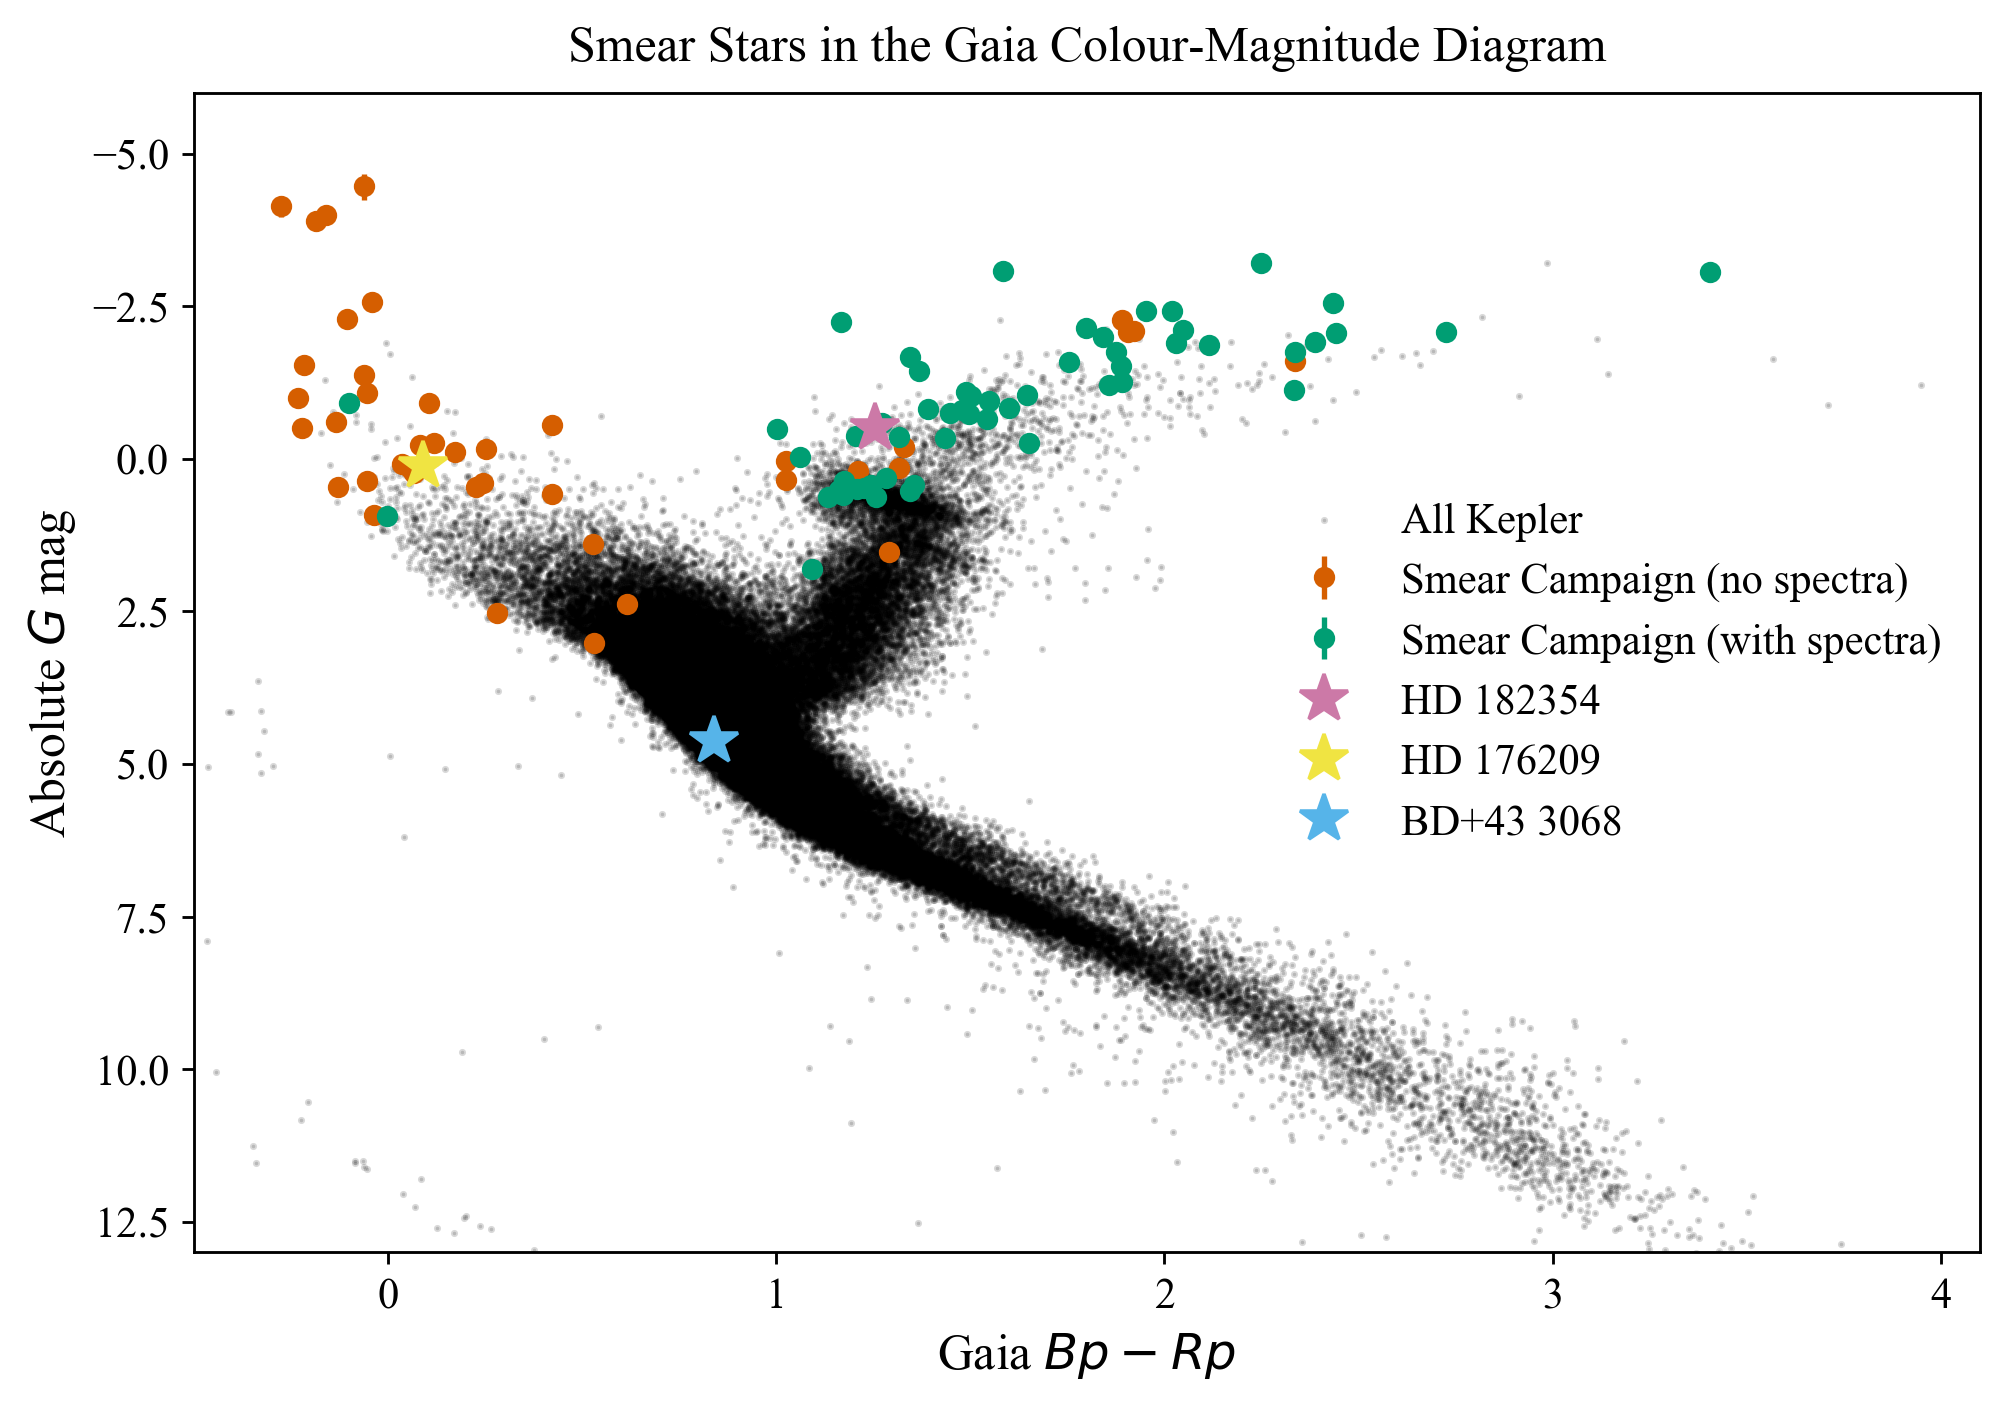 Smear Stars in the Gaia Colour-Magnitude Diagram
−5.0
−2.5
0.0
2.5
5.0
7.5
10.0
12.5
Absolute G mag
All Kepler
Smear Campaign (no spectra)
Smear Campaign (with spectra)
HD 182354
HD 176209
BD+43 3068
0 1 2 3 4
Gaia Bp − Rp